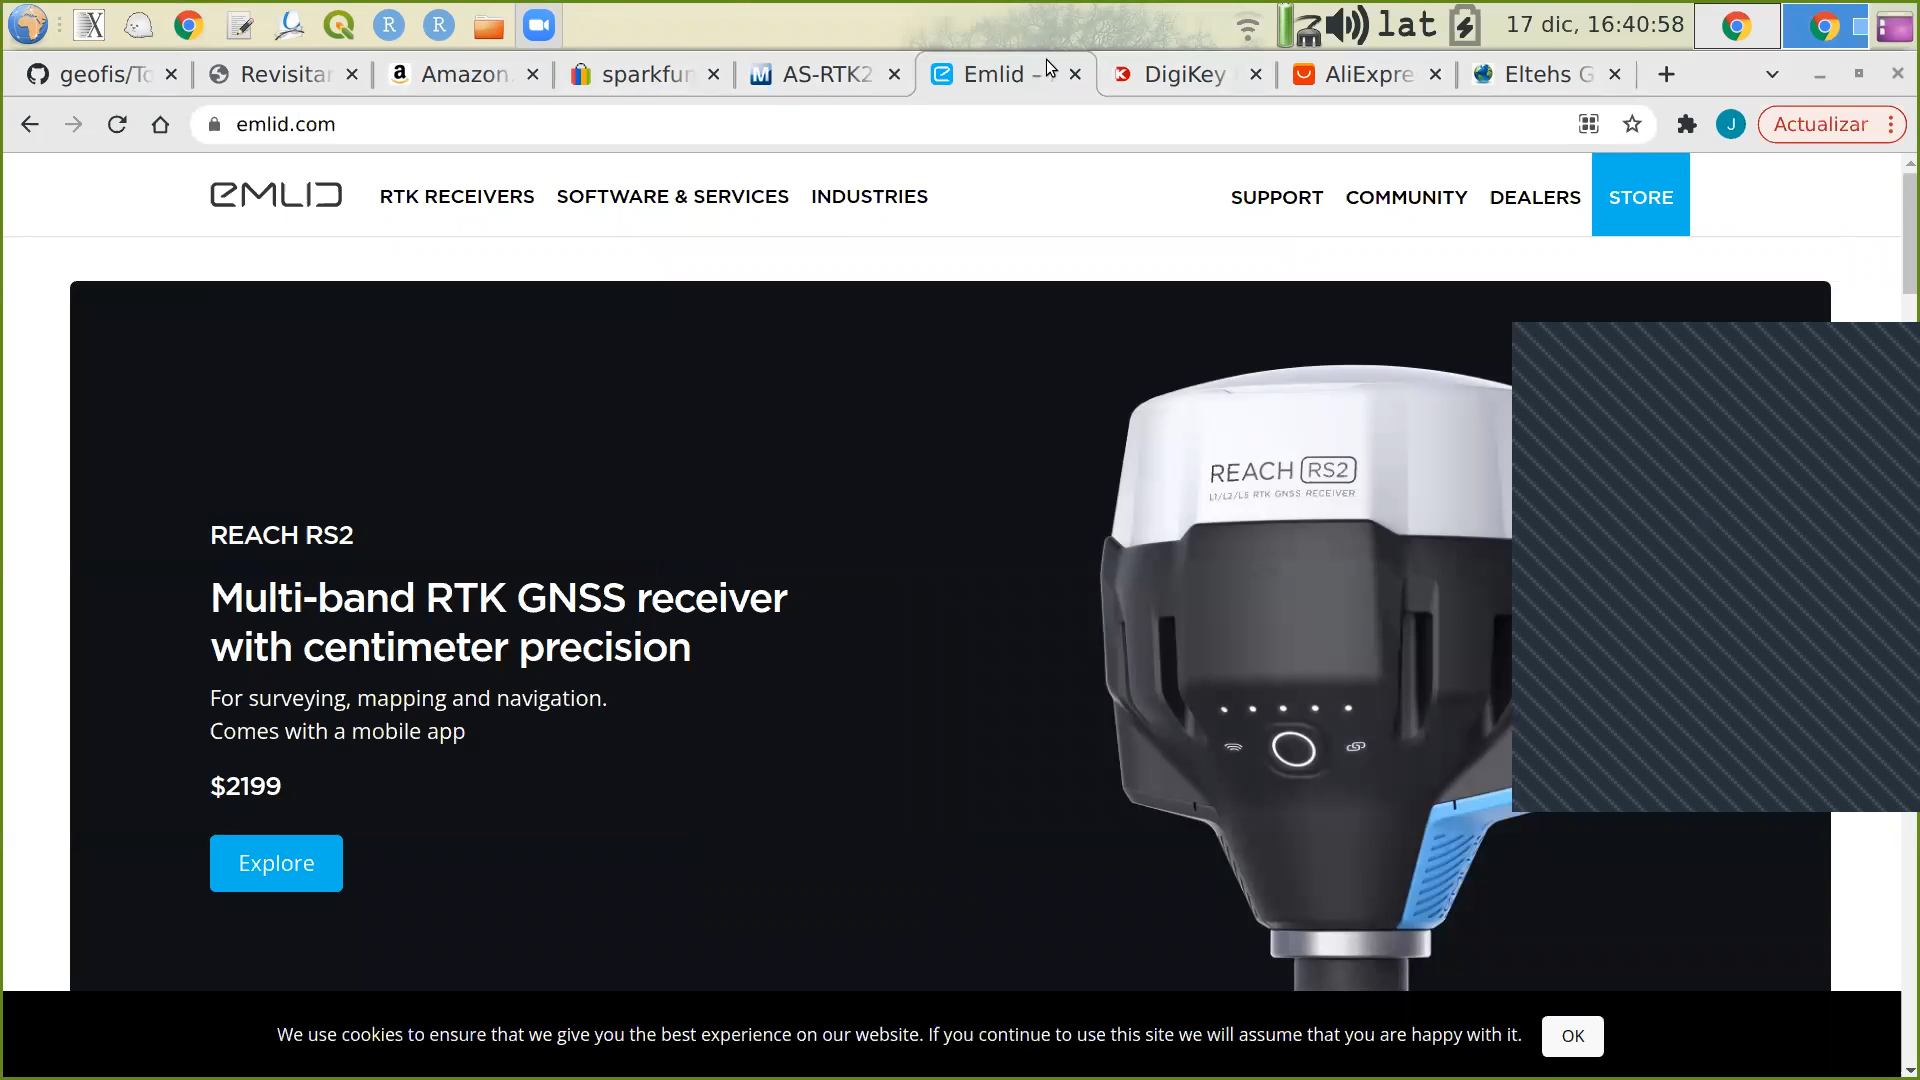 lat
17 dic, 16:40:58
geofis/To
Revisitar
Amazon.
sparkfun
AS-RTK2
Emlid -
DigiKey
AliExpre
Eltehs G
emlid.com
J
Actualizar
EMLID
RTK RECEIVERS
SOFTWARE & SERVICES
INDUSTRIES
SUPPORT
COMMUNITY
DEALERS
STORE
REACH RS2
L1/L2/L5 RTK GNSS RECEIVER
REACH RS2
Multi-band RTK GNSS receiver
with centimeter precision
For surveying, mapping and navigation.
Comes with a mobile app
$2199
Explore
We use cookies to ensure that we give you the best experience on our website. If you continue to use this site we will assume that you are happy with it.
OK